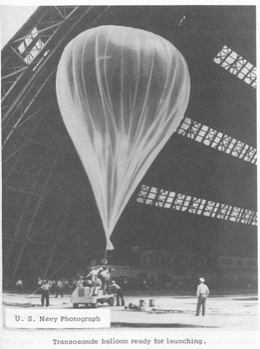 U. S. Navy Photograph
Transosonde balloon ready for launching.